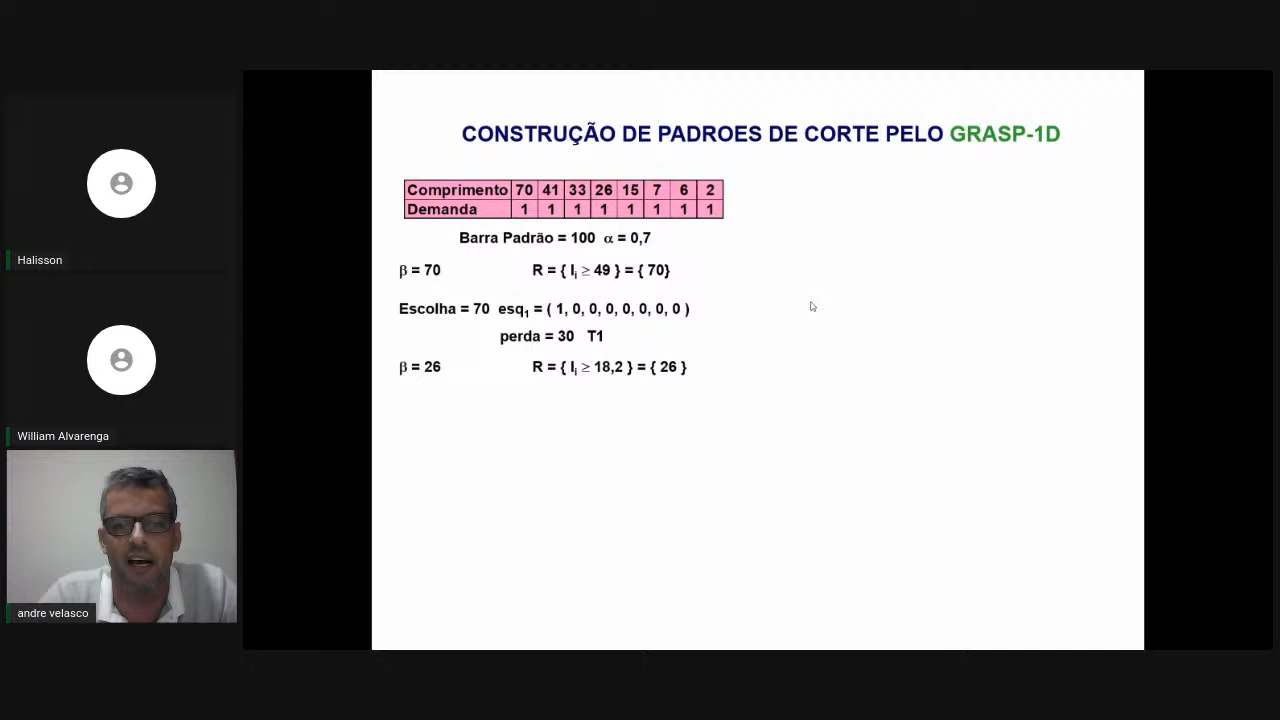 CONSTRUÇÃO DE PADROES DE CORTE PELO GRASP-1D
Comprimento 70 41 33 26 15 7 6 2
Demanda 1 1 1 1 1 1 1 1
Barra Padrão = 100 α = 0,7
β = 70 R = { lᵢ ≥ 49 } = { 70}
Escolha = 70 esq₁ = ( 1, 0, 0, 0, 0, 0, 0, 0 )
perda = 30 T1
β = 26 R = { lᵢ ≥ 18,2 } = { 26 }
Halisson
William Alvarenga
andre velasco